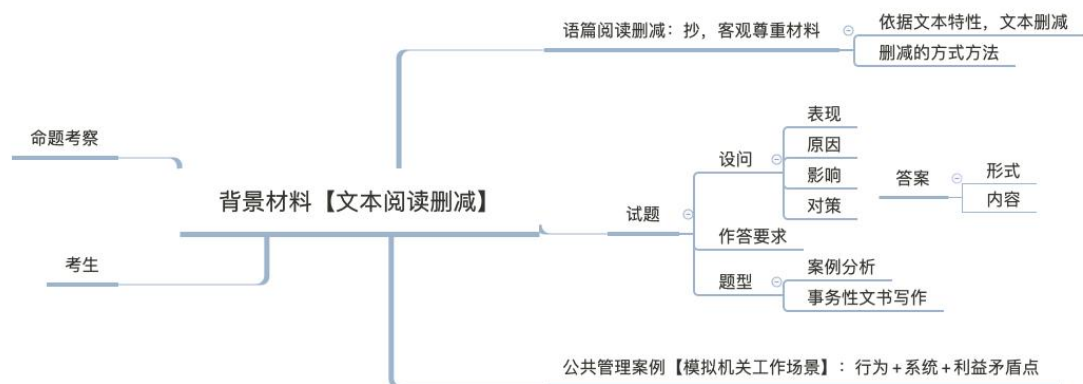 背景材料【文本阅读删减】
命题考察
考生
语篇阅读删减：抄，客观尊重材料
依据文本特性，文本删减
删减的方式方法
试题
设问
表现
原因
影响
对策
答案
形式
内容
作答要求
题型
案例分析
事务性文书写作
公共管理案例【模拟机关工作场景】：行为+系统+利益矛盾点